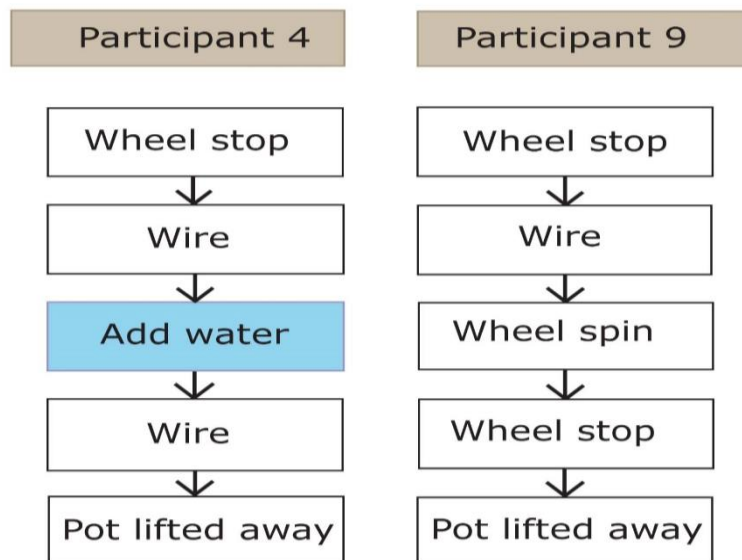 Participant 4
Wheel stop
Wire
Add water
Wire
Pot lifted away
Participant 9
Wheel stop
Wire
Wheel spin
Wheel stop
Pot lifted away